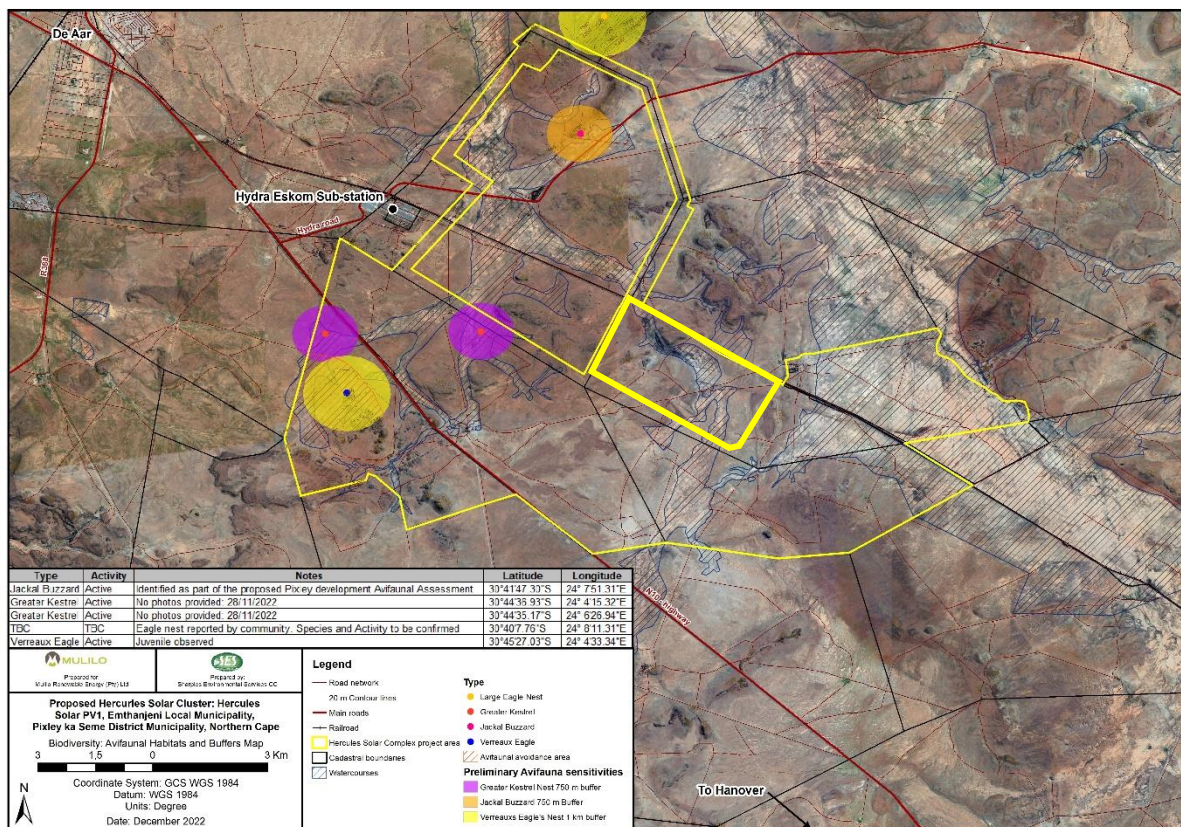 De Aar
Hydra Eskom Sub-station
Hydra road
R388
N10 -highway
To Hanover
Type Activity Notes Latitude Longitude
Jackal Buzzard Active Identified as part of the proposed Pixley development Avifaunal Assessment 30°41'47.30"S 24° 7'51.31"E
Greater Kestrel Active No photos provided: 28/11/2022 30°44'36.93"S 24° 4'15.32"E
Greater Kestrel Active No photos provided: 28/11/2022 30°44'35.17"S 24° 6'26.94"E
TBC TBC Eagle nest reported by community. Species and Activity to be confirmed 30°40'7.76"S 24° 8'11.31"E
Verreaux Eagle Active Juvenile observed 30°45'27.03"S 24° 4'33.34"E
MULILO
Prepared for:
Mulilo Renewable Energy (Pty) Ltd
SES
Prepared by:
Sharples Environmental Services CC
Proposed Hercurles Solar Cluster: Hercules
Solar PV1, Emthanjeni Local Municipality,
Pixley ka Seme District Municipality, Northern Cape
Biodiversity: Avifaunal Habitats and Buffers Map
3 1,5 0 3 Km
Coordinate System: GCS WGS 1984
Datum: WGS 1984
Units: Degree
Date: December 2022
N
Legend
Road network
20 m Contour lines
Main roads
Railroad
Hercules Solar Complex project area
Cadastral boundaries
Watercourses
Type
Large Eagle Nest
Greater Kestrel
Jackal Buzzard
Verreaux Eagle
Avifaunal avoidance area
Preliminary Avifauna sensitivities
Greater Kestrel Nest 750 m buffer
Jackal Buzzard 750 m Buffer
Verreauxs Eagle's Nest 1 km buffer